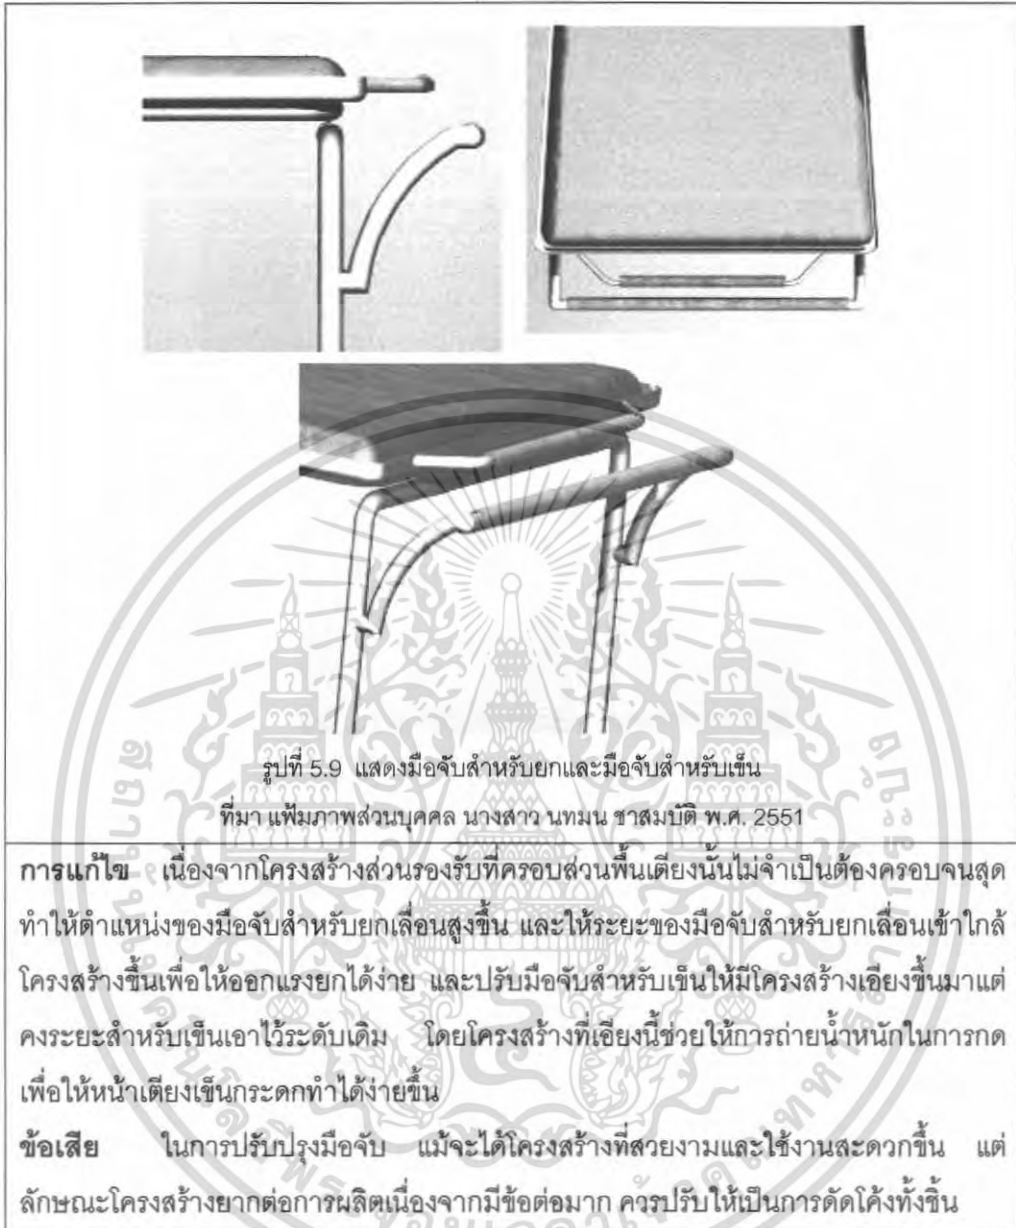 รูปที่ 5.9 แสดงมือจับสำหรับยกและมือจับสำหรับเข็น
ที่มา แฟ้มภาพส่วนบุคคล นางสาว นทมน ชาสมบัติ พ.ศ. 2551
การแก้ไข เนื่องจากโครงสร้างส่วนรองรับที่ครอบส่วนพื้นเตียงนั้นไม่จำเป็นต้องครอบจนสุด
ทำให้ตำแหน่งของมือจับสำหรับยกเลื่อนสูงขึ้น และให้ระยะของมือจับสำหรับยกเลื่อนเข้าใกล้
โครงสร้างขึ้นเพื่อให้ออกแรงยกได้ง่าย และปรับมือจับสำหรับเข็นให้มีโครงสร้างเอียงขึ้นมาแต่
คงระยะสำหรับเข็นเอาไว้ระดับเดิม โดยโครงสร้างที่เอียงนี้ช่วยให้การถ่ายน้ำหนักในการกด
เพื่อให้หน้าเตียงเข็นกระดกทำได้ง่ายขึ้น
ข้อเสีย ในการปรับปรุงมือจับ แม้จะได้โครงสร้างที่สวยงามและใช้งานสะดวกขึ้น แต่
ลักษณะโครงสร้างยากต่อการผลิตเนื่องจากมีข้อต่อมาก ควรปรับให้เป็นการดัดโค้งทั้งชิ้น